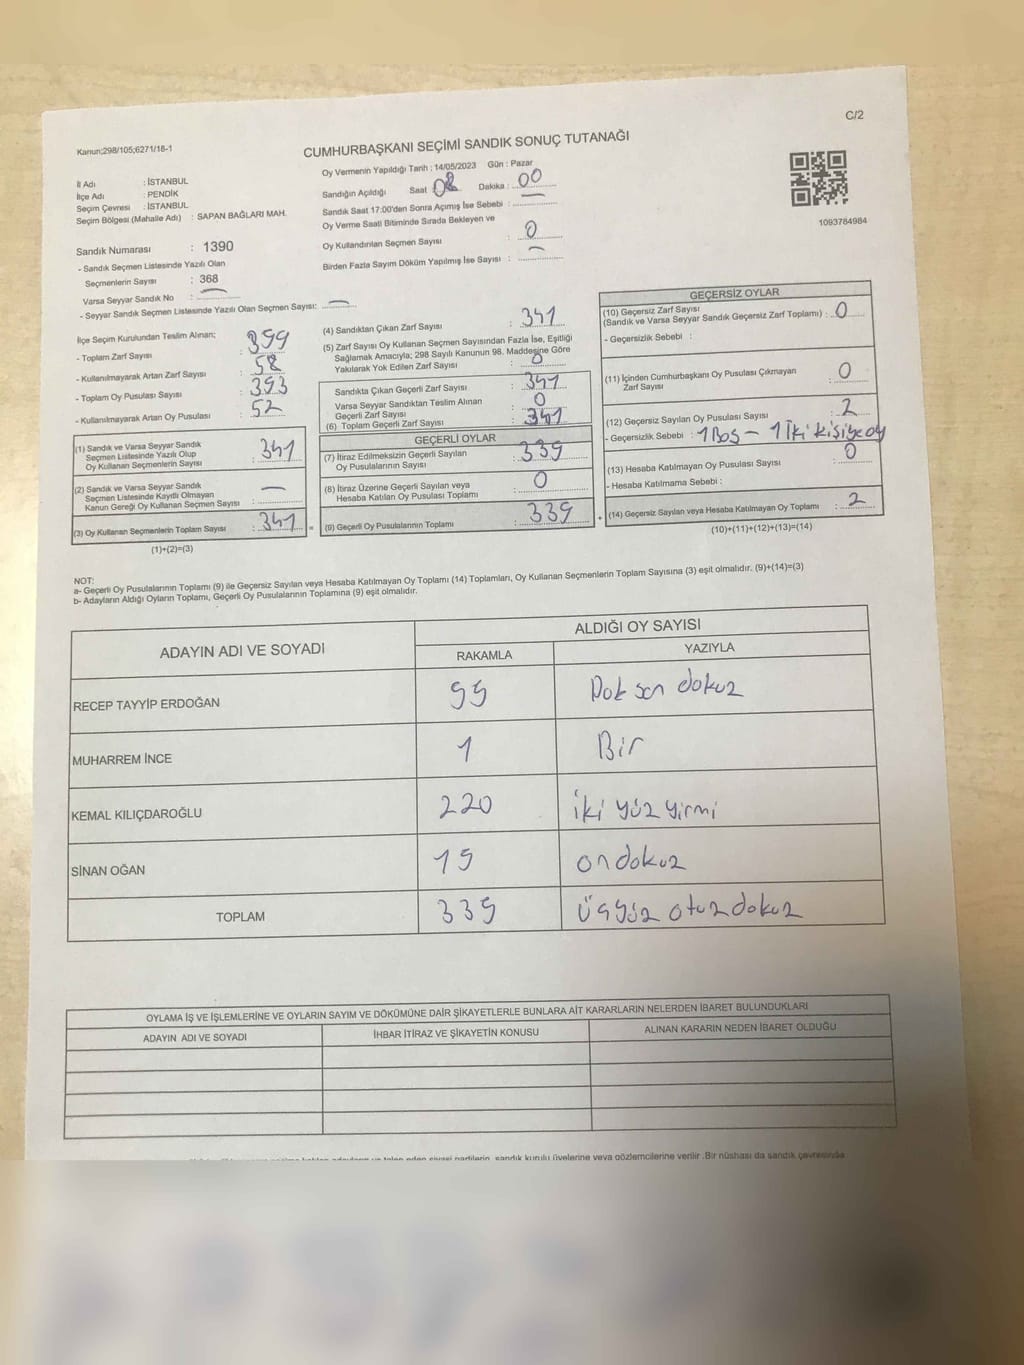 C/2
Kanun;298/105;6271/18-1
CUMHURBAŞKANI SEÇİMİ SANDIK SONUÇ TUTANAĞI
İl Adı : İSTANBUL
İlçe Adı : PENDİK
Seçim Çevresi : İSTANBUL
Seçim Bölgesi (Mahalle Adı) : SAPAN BAĞLARI MAH.
Sandık Numarası : 1390
- Sandık Seçmen Listesinde Yazılı Olan
Seçmenlerin Sayısı : 368
Varsa Seyyar Sandık No : —
- Seyyar Sandık Seçmen Listesinde Yazılı Olan Seçmen Sayısı: —
Oy Vermenin Yapıldığı Tarih : 14/05/2023 Gün : Pazar
Sandığın Açıldığı Saat : 08 Dakika : 00
Sandık Saat 17:00'den Sonra Açımış İse Sebebi : —
Oy Verme Saati Bitiminde Sırada Bekleyen ve
Oy Kullandırılan Seçmen Sayısı : 0
Birden Fazla Sayım Döküm Yapılmış İse Sayısı : —
1093784984
İlçe Seçim Kurulundan Teslim Alınan;
- Toplam Zarf Sayısı : 399
- Kullanılmayarak Artan Zarf Sayısı : 58
- Toplam Oy Pusulası Sayısı : 393
- Kullanılmayarak Artan Oy Pusulası : 52
(1) Sandık ve Varsa Seyyar Sandık
Seçmen Listesinde Yazılı Olup
Oy Kullanan Seçmenlerin Sayısı : 341
(2) Sandık ve Varsa Seyyar Sandık
Seçmen Listesinde Kayıtlı Olmayan
Kanun Gereği Oy Kullanan Seçmen Sayısı : —
(3) Oy Kullanan Seçmenlerin Toplam Sayısı : 341 =
(1)+(2)=(3)
(4) Sandıktan Çıkan Zarf Sayısı : 341
(5) Zarf Sayısı Oy Kullanan Seçmen Sayısından Fazla İse, Eşitliği
Sağlamak Amacıyla; 298 Sayılı Kanunun 98. Maddesine Göre
Yakılarak Yok Edilen Zarf Sayısı : 0
Sandıkta Çıkan Geçerli Zarf Sayısı : 341
Varsa Seyyar Sandıktan Teslim Alınan
Geçerli Zarf Sayısı : 0
(6) Toplam Geçerli Zarf Sayısı : 341
GEÇERLİ OYLAR
(7) İtiraz Edilmeksizin Geçerli Sayılan
Oy Pusulalarının Sayısı : 339
(8) İtiraz Üzerine Geçerli Sayılan veya
Hesaba Katılan Oy Pusulası Toplamı : 0
(9) Geçerli Oy Pusulalarının Toplamı : 339 +
GEÇERSİZ OYLAR
(10) Geçersiz Zarf Sayısı
(Sandık ve Varsa Seyyar Sandık Geçersiz Zarf Toplamı) : 0
- Geçersizlik Sebebi :
(11) İçinden Cumhurbaşkanı Oy Pusulası Çıkmayan
Zarf Sayısı : 0
(12) Geçersiz Sayılan Oy Pusulası Sayısı : 2
- Geçersizlik Sebebi : 1 Boş - 1 iki kişiye oy
(13) Hesaba Katılmayan Oy Pusulası Sayısı : 0
- Hesaba Katılmama Sebebi :
(14) Geçersiz Sayılan veya Hesaba Katılmayan Oy Toplamı : 2
(10)+(11)+(12)+(13)=(14)
NOT:
a- Geçerli Oy Pusulalarının Toplamı (9) ile Geçersiz Sayılan veya Hesaba Katılmayan Oy Toplamı (14) Toplamları, Oy Kullanan Seçmenlerin Toplam Sayısına (3) eşit olmalıdır. (9)+(14)=(3)
b- Adayların Aldığı Oyların Toplamı, Geçerli Oy Pusulalarının Toplamına (9) eşit olmalıdır.
ADAYIN ADI VE SOYADI ALDIĞI OY SAYISI
RAKAMLA YAZIYLA
RECEP TAYYİP ERDOĞAN 99 Doksan dokuz
MUHARREM İNCE 1 Bir
KEMAL KILIÇDAROĞLU 220 iki yüz yirmi
SİNAN OĞAN 19 on dokuz
TOPLAM 339 Üçyüz otuz dokuz
OYLAMA İŞ VE İŞLEMLERİNE VE OYLARIN SAYIM VE DÖKÜMÜNE DAİR ŞİKAYETLERLE BUNLARA AİT KARARLARIN NELERDEN İBARET BULUNDUKLARI
ADAYIN ADI VE SOYADI İHBAR İTİRAZ VE ŞİKAYETİN KONUSU ALINAN KARARIN NEDEN İBARET OLDUĞU
sandık kurulu üyelerine veya gözlemcilerine verilir .Bir nüshası da sandık çevresinde